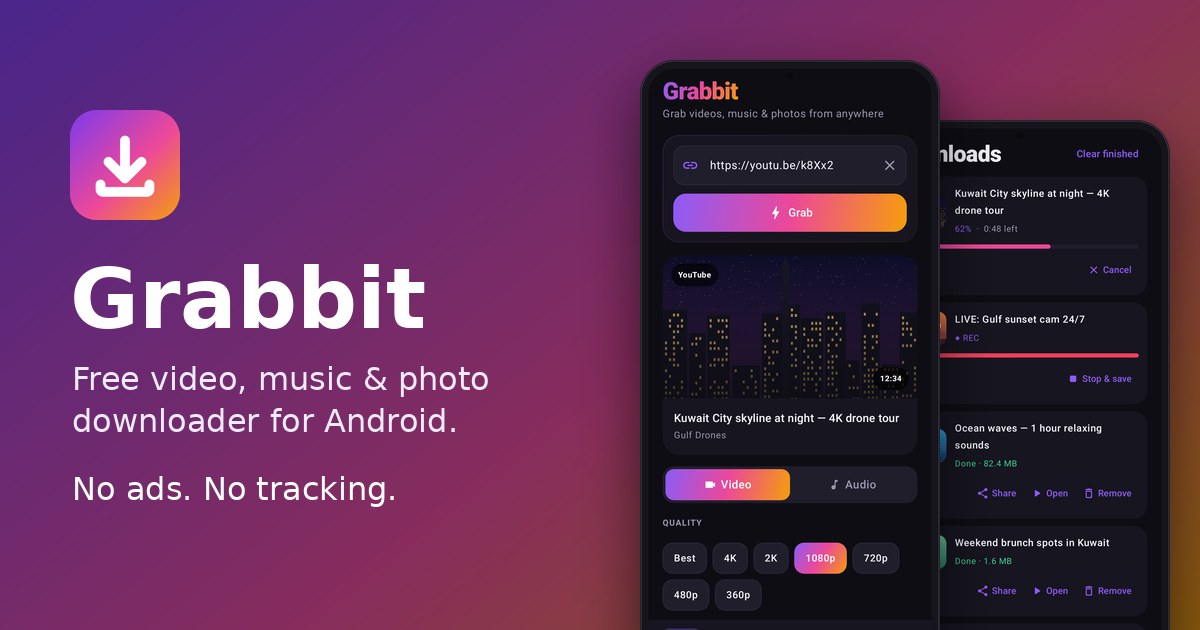 Grabbit
Free video, music & photo
downloader for Android.
No ads. No tracking.
Grabbit
Grab videos, music & photos from anywhere
https://youtu.be/k8Xx2
Grab
YouTube
12:34
Kuwait City skyline at night — 4K drone tour
Gulf Drones
Video
Audio
QUALITY
Best
4K
2K
1080p
720p
480p
360p
nloads
Clear finished
Kuwait City skyline at night — 4K
drone tour
62% · 0:48 left
Cancel
LIVE: Gulf sunset cam 24/7
● REC
Stop & save
Ocean waves — 1 hour relaxing
sounds
Done · 82.4 MB
Share
Open
Remove
Weekend brunch spots in Kuwait
Done · 1.6 MB
Share
Open
Remove